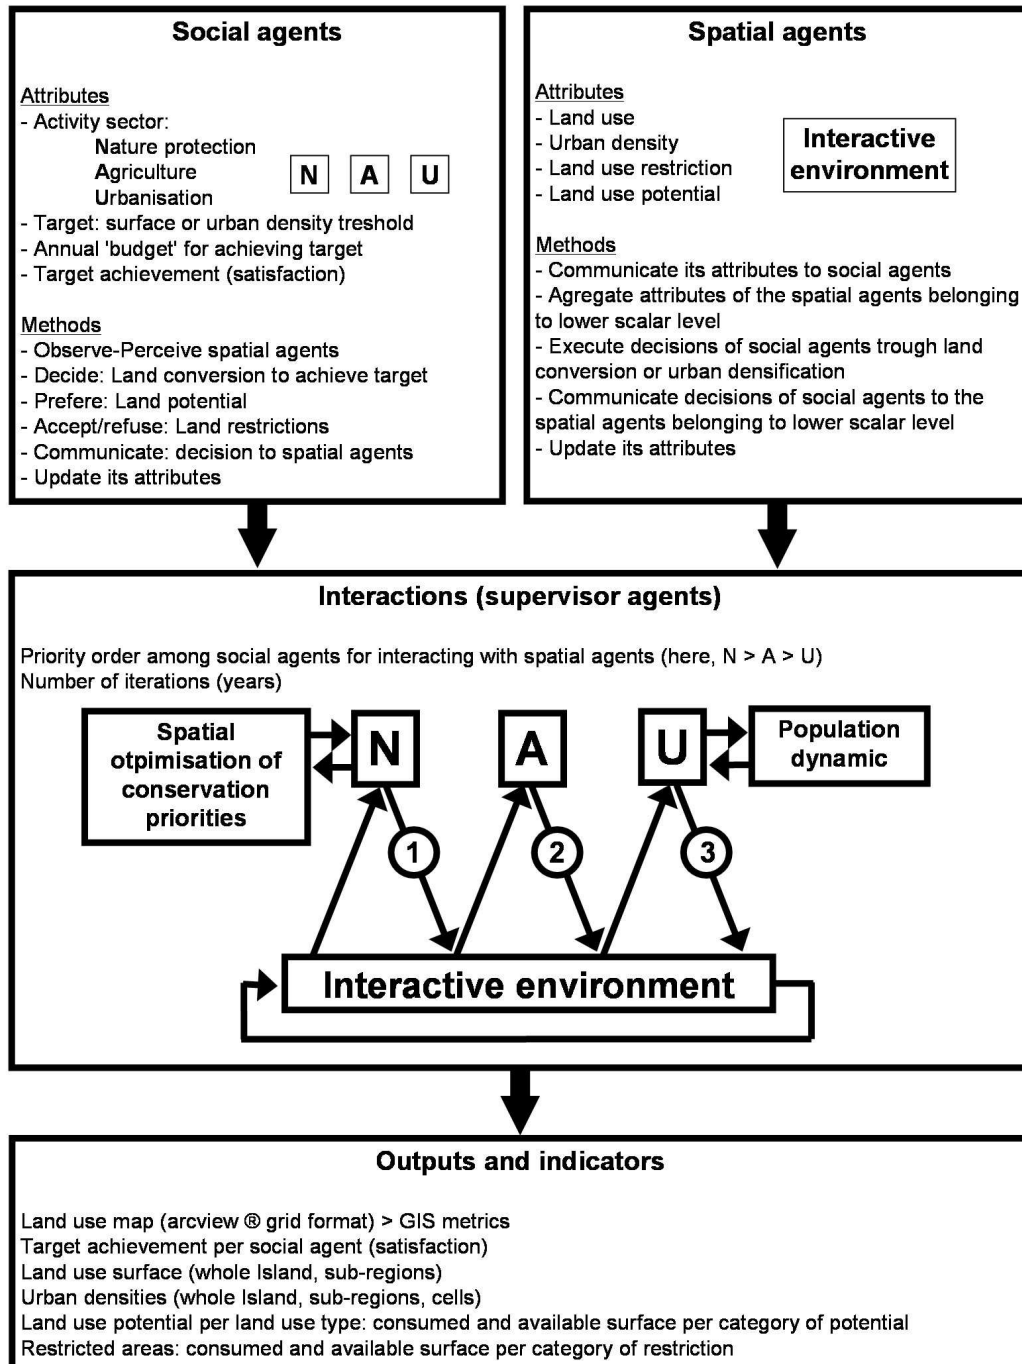 Social agents
Attributes
- Activity sector:
Nature protection
Agriculture
Urbanisation
N A U
- Target: surface or urban density treshold
- Annual 'budget' for achieving target
- Target achievement (satisfaction)
Methods
- Observe-Perceive spatial agents
- Decide: Land conversion to achieve target
- Prefere: Land potential
- Accept/refuse: Land restrictions
- Communicate: decision to spatial agents
- Update its attributes
Spatial agents
Attributes
- Land use
- Urban density
- Land use restriction
- Land use potential
Interactive
environment
Methods
- Communicate its attributes to social agents
- Agregate attributes of the spatial agents belonging
to lower scalar level
- Execute decisions of social agents trough land
conversion or urban densification
- Communicate decisions of social agents to the
spatial agents belonging to lower scalar level
- Update its attributes
Interactions (supervisor agents)
Priority order among social agents for interacting with spatial agents (here, N > A > U)
Number of iterations (years)
Spatial
otpimisation of
conservation
priorities
N
A
U
Population
dynamic
1
2
3
Interactive environment
Outputs and indicators
Land use map (arcview ® grid format) > GIS metrics
Target achievement per social agent (satisfaction)
Land use surface (whole Island, sub-regions)
Urban densities (whole Island, sub-regions, cells)
Land use potential per land use type: consumed and available surface per category of potential
Restricted areas: consumed and available surface per category of restriction